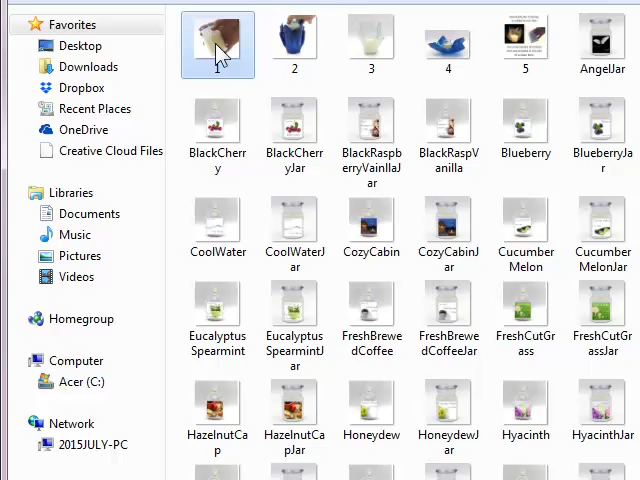 Favorites
Desktop
Downloads
Dropbox
Recent Places
OneDrive
Creative Cloud Files
Libraries
Documents
Music
Pictures
Videos
Homegroup
Computer
Acer (C:)
Network
2015JULY-PC
1
2
3
4
5
AngelJar
BlackCherr
y
BlackCherr
yJar
BlackRaspb
erryVainllaJ
ar
BlackRaspV
anilla
Blueberry
BlueberryJa
r
CoolWater
CoolWaterJ
ar
CozyCabin
CozyCabinJ
ar
Cucumber
Melon
Cucumber
MelonJar
Eucalyptus
Spearmint
Eucalyptus
SpearmintJ
ar
FreshBrewe
dCoffee
FreshBrewe
dCoffeeJar
FreshCutGr
ass
FreshCutGr
assJar
HazelnutCa
p
HazelnutCa
pJar
Honeydew
HoneydewJ
ar
Hyacinth
HyacinthJar